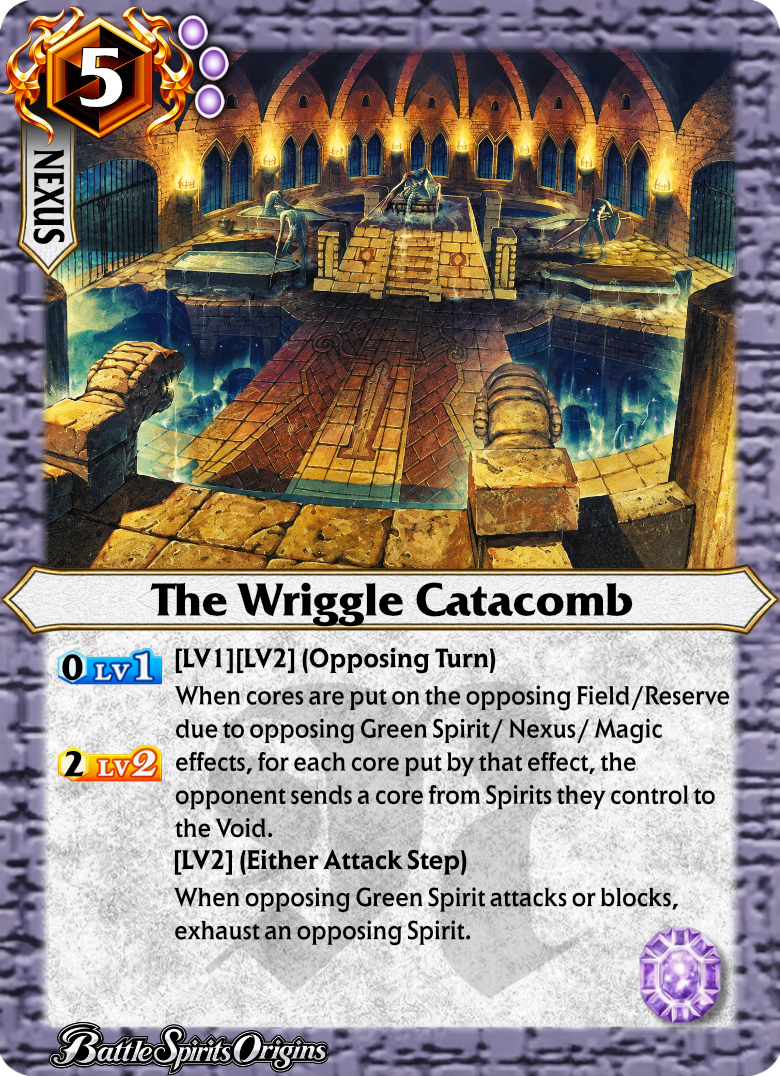 5
NEXUS
The Wriggle Catacomb
0 LV1
[LV1][LV2] (Opposing Turn)
When cores are put on the opposing Field/Reserve
due to opposing Green Spirit/ Nexus/ Magic
2 LV2
effects, for each core put by that effect, the
opponent sends a core from Spirits they control to
the Void.
[LV2] (Either Attack Step)
When opposing Green Spirit attacks or blocks,
exhaust an opposing Spirit.
Battle Spirits Origins